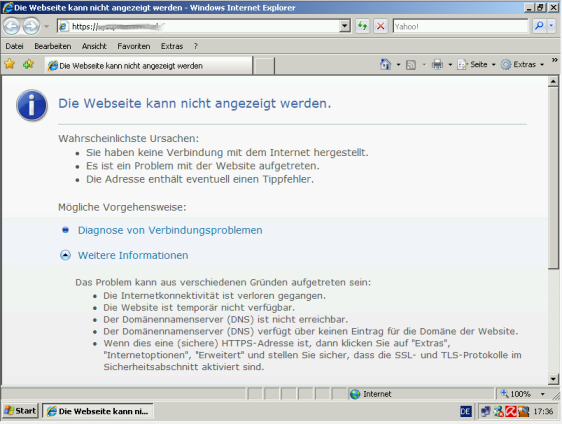 Die Webseite kann nicht angezeigt werden - Windows Internet Explorer
https://
Yahoo!
Datei Bearbeiten Ansicht Favoriten Extras ?
Die Webseite kann nicht angezeigt werden
Seite Extras »
Die Webseite kann nicht angezeigt werden.
Wahrscheinlichste Ursachen:
• Sie haben keine Verbindung mit dem Internet hergestellt.
• Es ist ein Problem mit der Website aufgetreten.
• Die Adresse enthält eventuell einen Tippfehler.
Mögliche Vorgehensweise:
Diagnose von Verbindungsproblemen
Weitere Informationen
Das Problem kann aus verschiedenen Gründen aufgetreten sein:
• Die Internetkonnektivität ist verloren gegangen.
• Die Website ist temporär nicht verfügbar.
• Der Domänennamenserver (DNS) ist nicht erreichbar.
• Der Domänennamenserver (DNS) verfügt über keinen Eintrag für die Domäne der Website.
• Wenn dies eine (sichere) HTTPS-Adresse ist, dann klicken Sie auf "Extras",
"Internetoptionen", "Erweitert" und stellen Sie sicher, dass die SSL- und TLS-Protokolle im
Sicherheitsabschnitt aktiviert sind.
Internet 100%
Start Die Webseite kann ni... DE 17:36